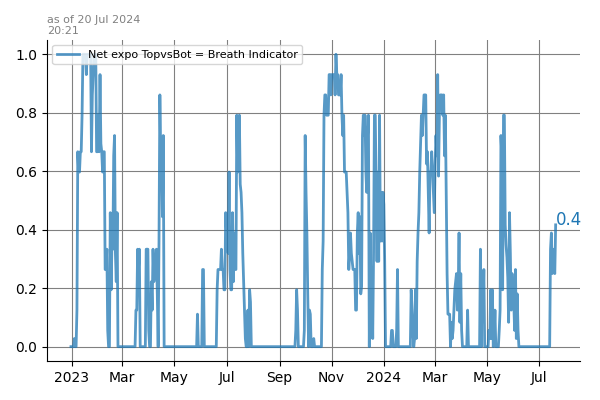 as of 20 Jul 2024
20:21
Net expo TopvsBot = Breath Indicator
1.0
0.8
0.6
0.4
0.2
0.0
0.4
2023 Mar May Jul Sep Nov 2024 Mar May Jul